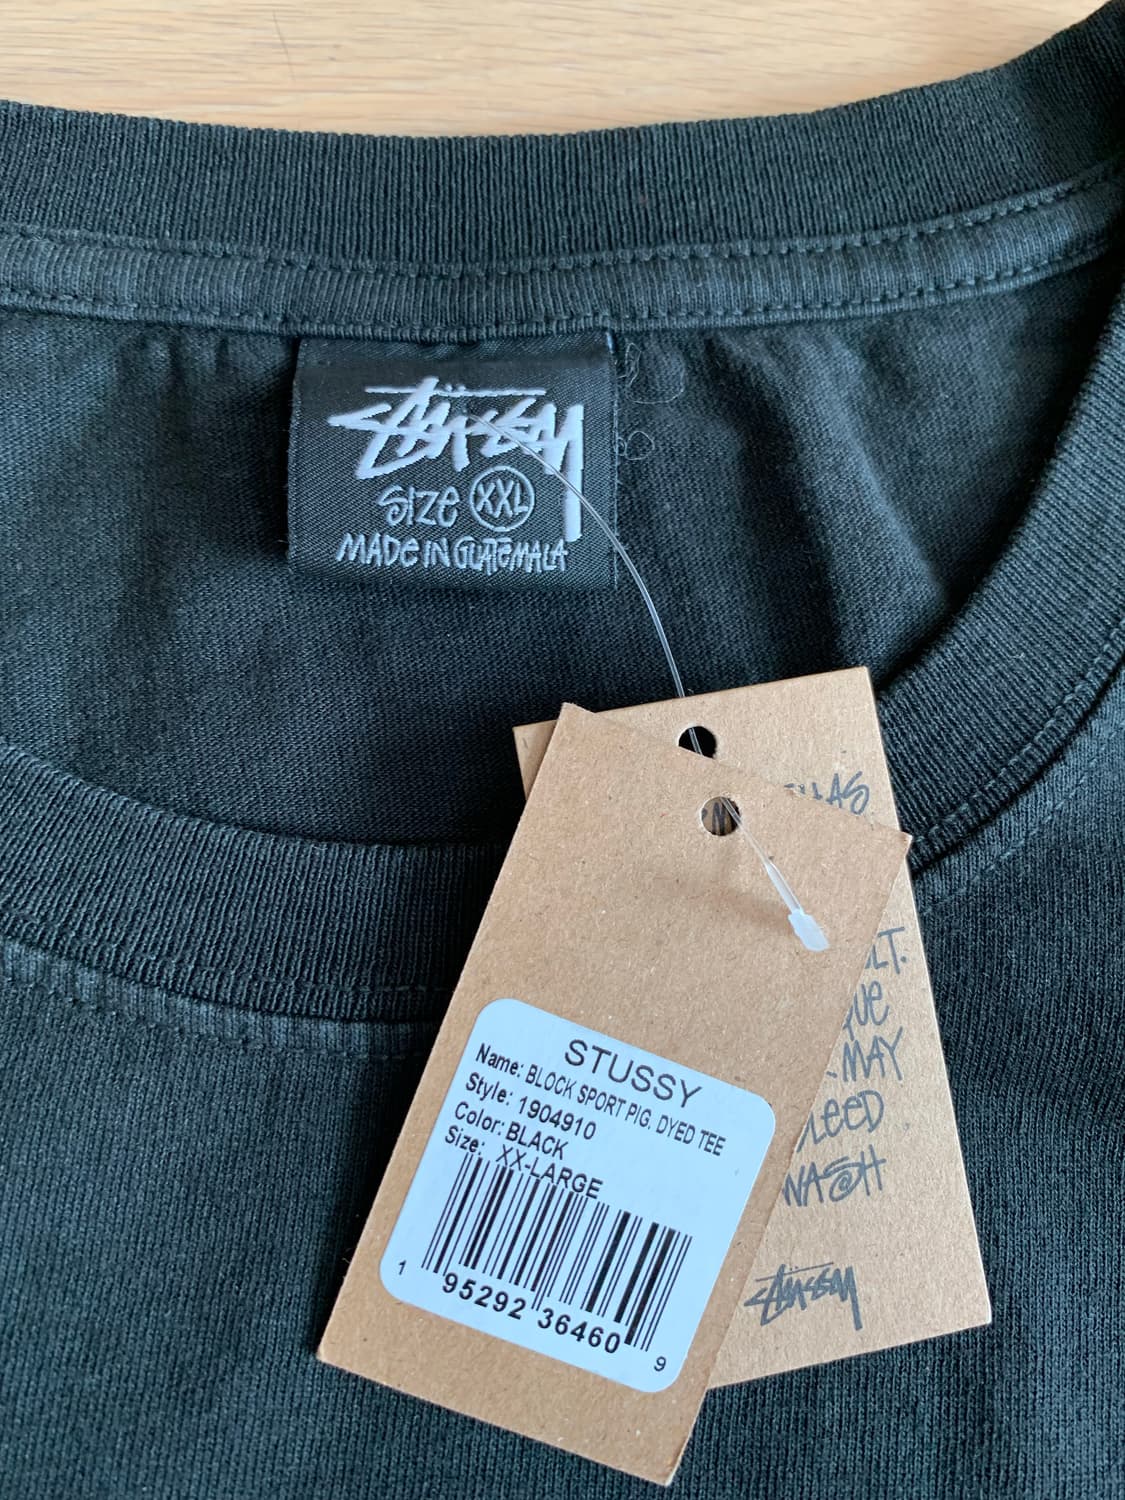 STÜSSY
SIZE XXL
MADE IN GUATEMALA
STUSSY
Name: BLOCK SPORT PIG. DYED TEE
Style: 1904910
Color: BLACK
Size: XX-LARGE
1 95292 36460 9
HAS
MAY
WASH
STÜSSY